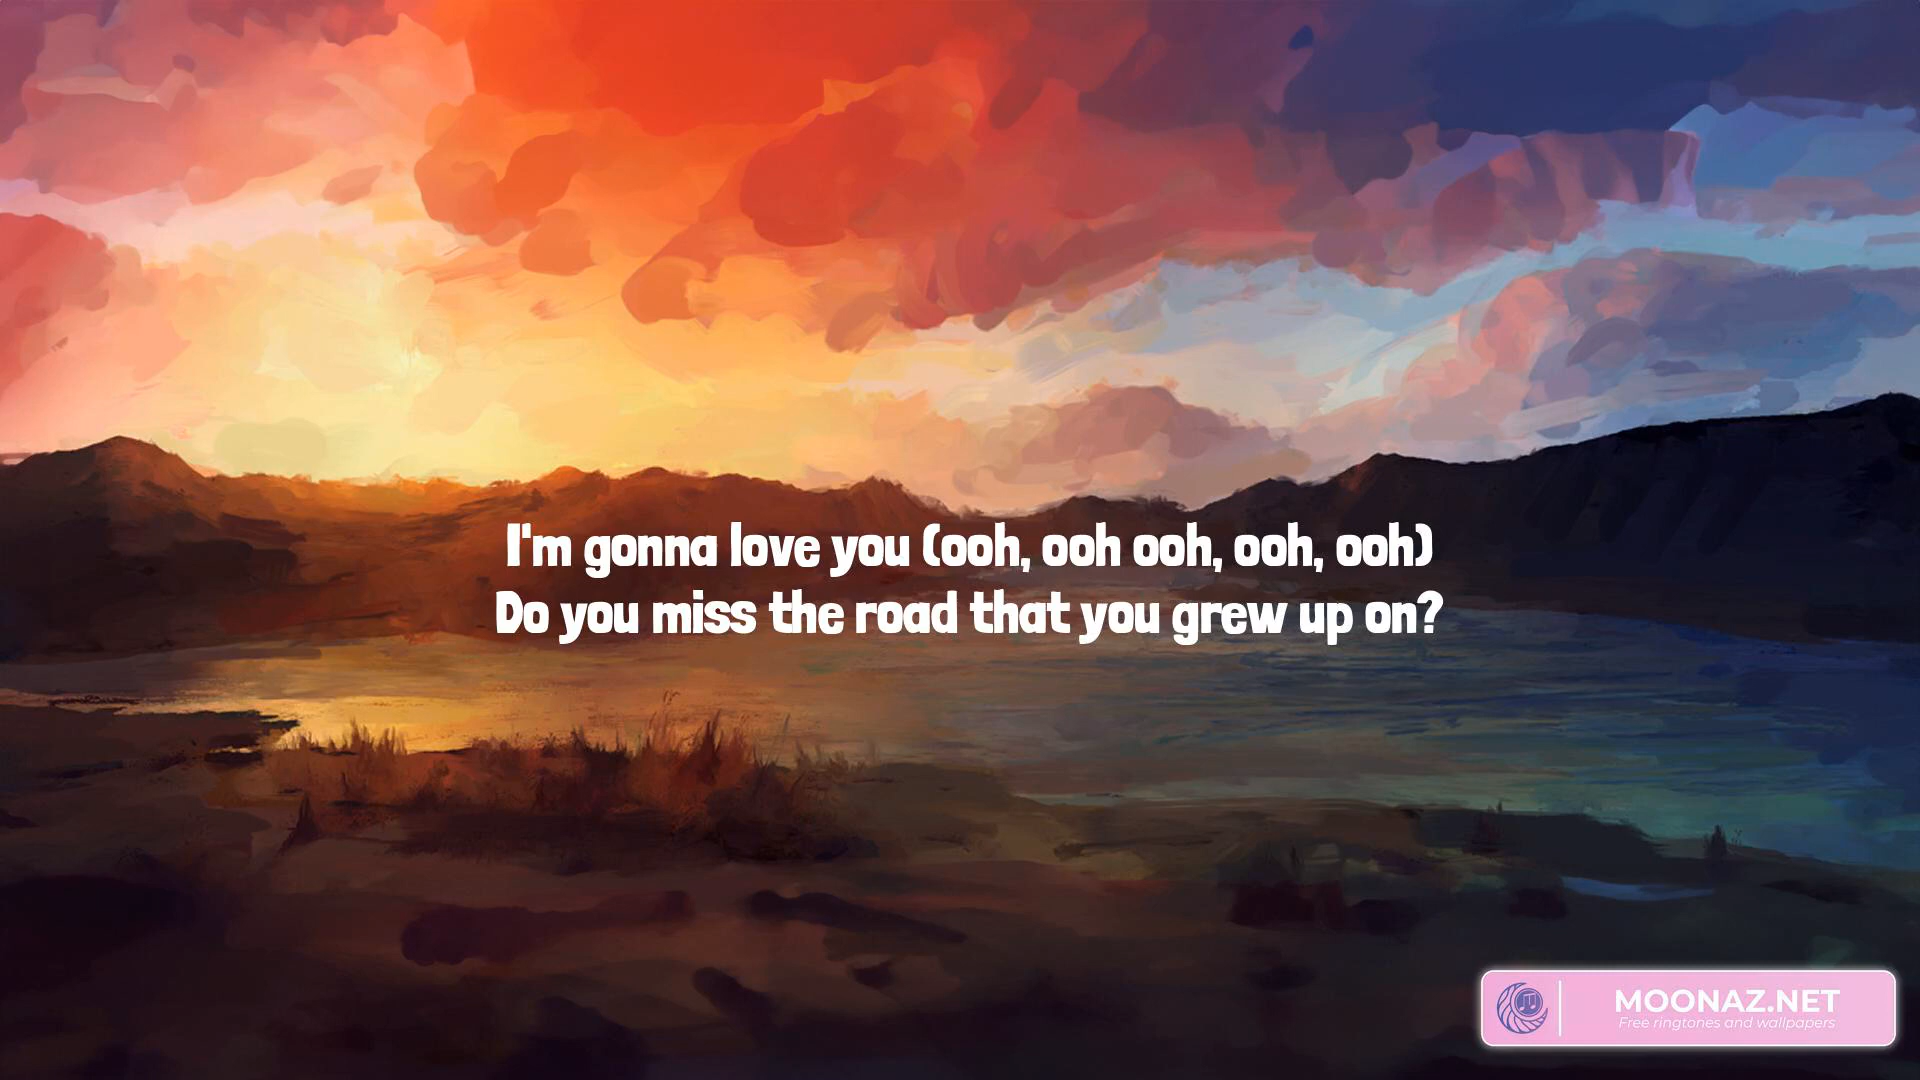 I'm gonna love you (ooh, ooh ooh, ooh, ooh)
Do you miss the road that you grew up on?
MOONAZ.NET
Free ringtones and wallpapers